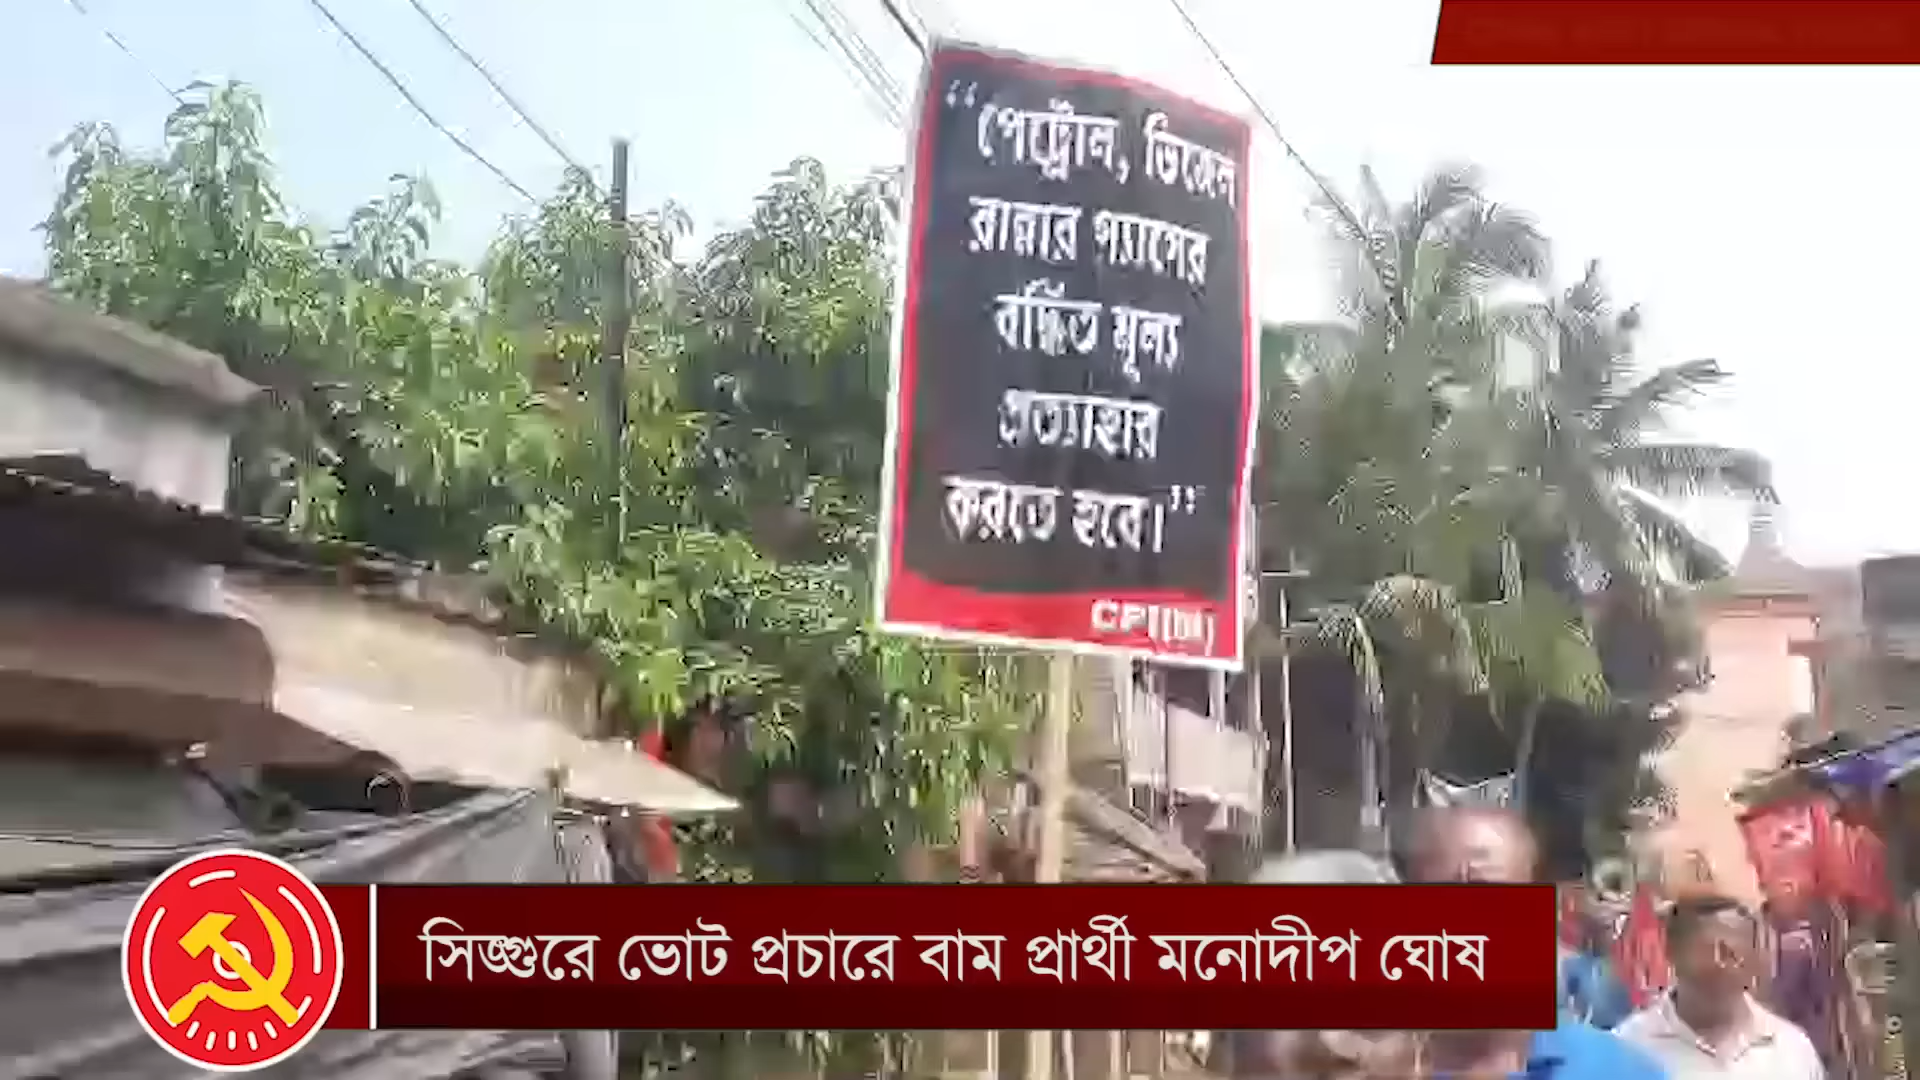 “পেট্রোল, ডিজেল
রান্নার গ্যাসের
বর্দ্ধিত মূল্য
প্রত্যাহার
করতে হবে।”
CPI(M)
সিঙ্গুরে ভোট প্রচারে বাম প্রার্থী মনোদীপ ঘোষ